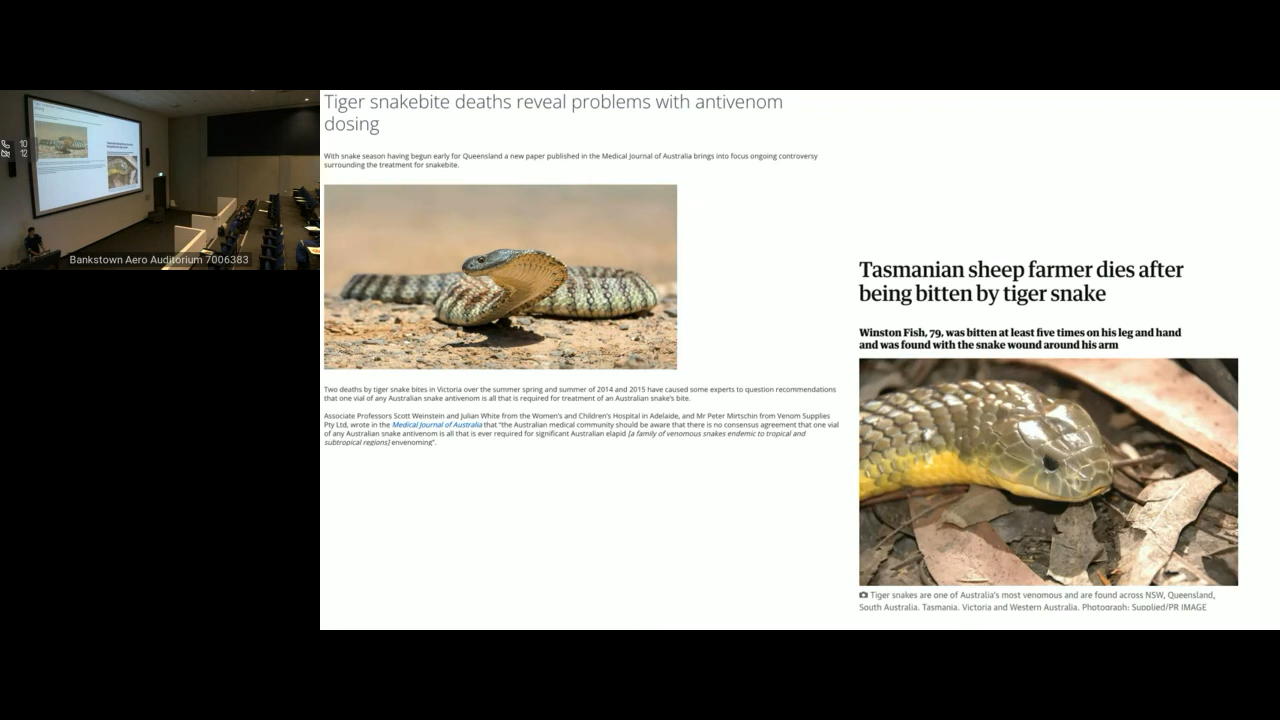 10
12
Bankstown Aero Auditorium 7006383
Tiger snakebite deaths reveal problems with antivenom
dosing
With snake season having begun early for Queensland a new paper published in the Medical Journal of Australia brings into focus ongoing controversy
surrounding the treatment for snakebite.
Two deaths by tiger snake bites in Victoria over the summer spring and summer of 2014 and 2015 have caused some experts to question recommendations
that one vial of any Australian snake antivenom is all that is required for treatment of an Australian snake's bite.
Associate Professors Scott Weinstein and Julian White from the Women's and Children's Hospital in Adelaide, and Mr Peter Mirtschin from Venom Supplies
Pty Ltd, wrote in the Medical Journal of Australia that "the Australian medical community should be aware that there is no consensus agreement that one vial
of any Australian snake antivenom is all that is ever required for significant Australian elapid [a family of venomous snakes endemic to tropical and
subtropical regions] envenoming".
Tasmanian sheep farmer dies after
being bitten by tiger snake
Winston Fish, 79, was bitten at least five times on his leg and hand
and was found with the snake wound around his arm
Tiger snakes are one of Australia's most venomous and are found across NSW, Queensland,
South Australia, Tasmania, Victoria and Western Australia. Photograph: Supplied/PR IMAGE